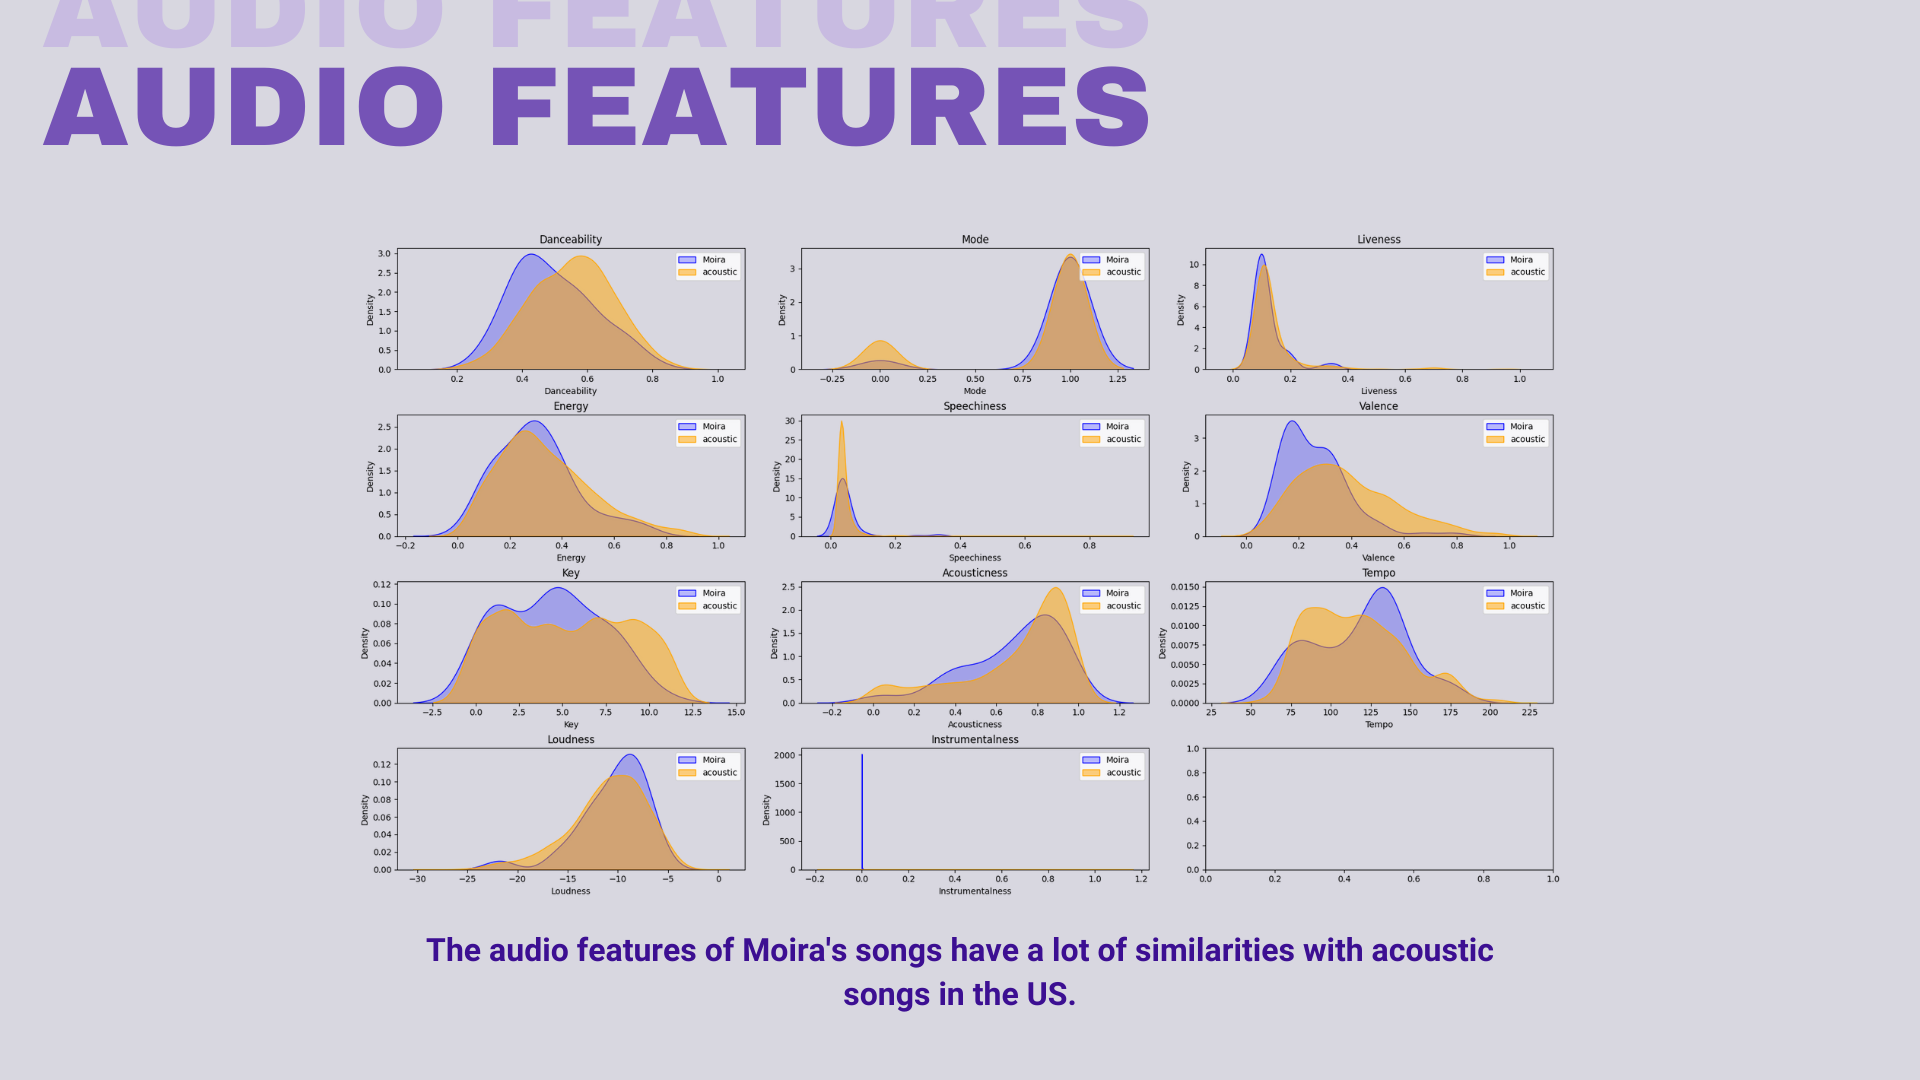 AUDIO FEATURES
AUDIO FEATURES
Danceability
Moira
acoustic
Density
3.0
2.5
2.0
1.5
1.0
0.5
0.0
0.2 0.4 0.6 0.8 1.0
Danceability
Mode
Moira
acoustic
Density
3
2
1
0
−0.25 0.00 0.25 0.50 0.75 1.00 1.25
Mode
Liveness
Moira
acoustic
Density
10
8
6
4
2
0
0.0 0.2 0.4 0.6 0.8 1.0
Liveness
Energy
Moira
acoustic
Density
2.5
2.0
1.5
1.0
0.5
0.0
−0.2 0.0 0.2 0.4 0.6 0.8 1.0
Energy
Speechiness
Moira
acoustic
Density
30
25
20
15
10
5
0
0.0 0.2 0.4 0.6 0.8
Speechiness
Valence
Moira
acoustic
Density
3
2
1
0
0.0 0.2 0.4 0.6 0.8 1.0
Valence
Key
Moira
acoustic
Density
0.12
0.10
0.08
0.06
0.04
0.02
0.00
−2.5 0.0 2.5 5.0 7.5 10.0 12.5 15.0
Key
Acousticness
Moira
acoustic
Density
2.5
2.0
1.5
1.0
0.5
0.0
−0.2 0.0 0.2 0.4 0.6 0.8 1.0 1.2
Acousticness
Tempo
Moira
acoustic
Density
0.0150
0.0125
0.0100
0.0075
0.0050
0.0025
0.0000
25 50 75 100 125 150 175 200 225
Tempo
Loudness
Moira
acoustic
Density
0.12
0.10
0.08
0.06
0.04
0.02
0.00
−30 −25 −20 −15 −10 −5 0
Loudness
Instrumentalness
Moira
acoustic
Density
2000
1500
1000
500
0
−0.2 0.0 0.2 0.4 0.6 0.8 1.0 1.2
Instrumentalness
1.0
0.8
0.6
0.4
0.2
0.0
0.0 0.2 0.4 0.6 0.8 1.0
The audio features of Moira's songs have a lot of similarities with acoustic
songs in the US.